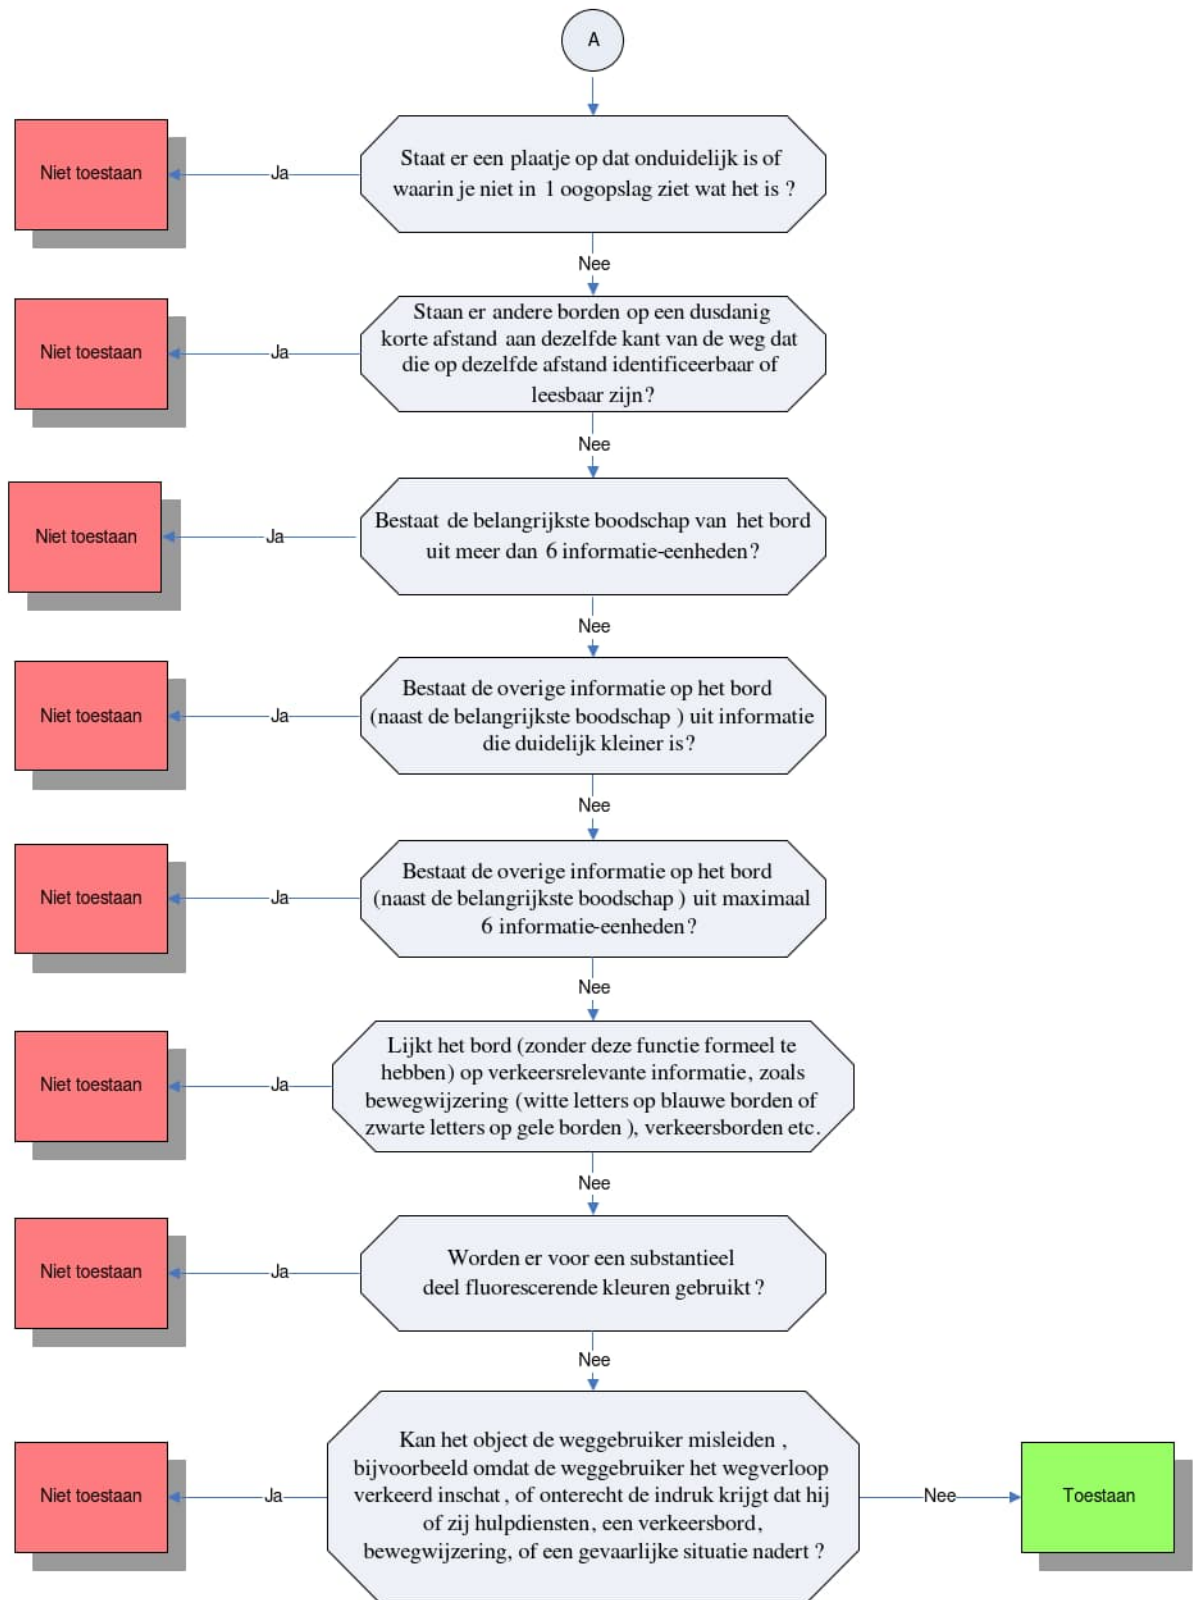 A
Staat er een plaatje op dat onduidelijk is of
waarin je niet in 1 oogopslag ziet wat het is ?
Ja
Niet toestaan
Nee
Staan er andere borden op een dusdanig
korte afstand aan dezelfde kant van de weg dat
die op dezelfde afstand identificeerbaar of
leesbaar zijn?
Ja
Niet toestaan
Nee
Bestaat de belangrijkste boodschap van het bord
uit meer dan 6 informatie-eenheden?
Ja
Niet toestaan
Nee
Bestaat de overige informatie op het bord
(naast de belangrijkste boodschap ) uit informatie
die duidelijk kleiner is?
Ja
Niet toestaan
Nee
Bestaat de overige informatie op het bord
(naast de belangrijkste boodschap ) uit maximaal
6 informatie-eenheden?
Ja
Niet toestaan
Nee
Lijkt het bord (zonder deze functie formeel te
hebben) op verkeersrelevante informatie, zoals
bewegwijzering (witte letters op blauwe borden of
zwarte letters op gele borden ), verkeersborden etc.
Ja
Niet toestaan
Nee
Worden er voor een substantieel
deel fluorescerende kleuren gebruikt ?
Ja
Niet toestaan
Nee
Kan het object de weggebruiker misleiden ,
bijvoorbeeld omdat de weggebruiker het wegverloop
verkeerd inschat , of onterecht de indruk krijgt dat hij
of zij hulpdiensten, een verkeersbord,
bewegwijzering, of een gevaarlijke situatie nadert ?
Ja
Niet toestaan
Nee
Toestaan